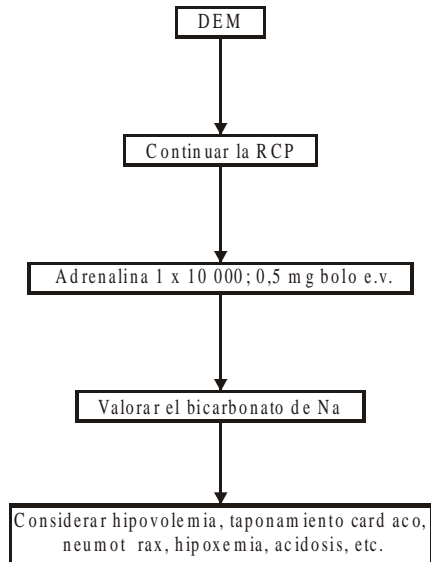 DEM
Continuar la RCP
Adrenalina 1 x 10 000; 0,5 mg bolo e.v.
Valorar el bicarbonato de Na
Considerar hipovolemia, taponamiento card aco,
neumot rax, hipoxemia, acidosis, etc.